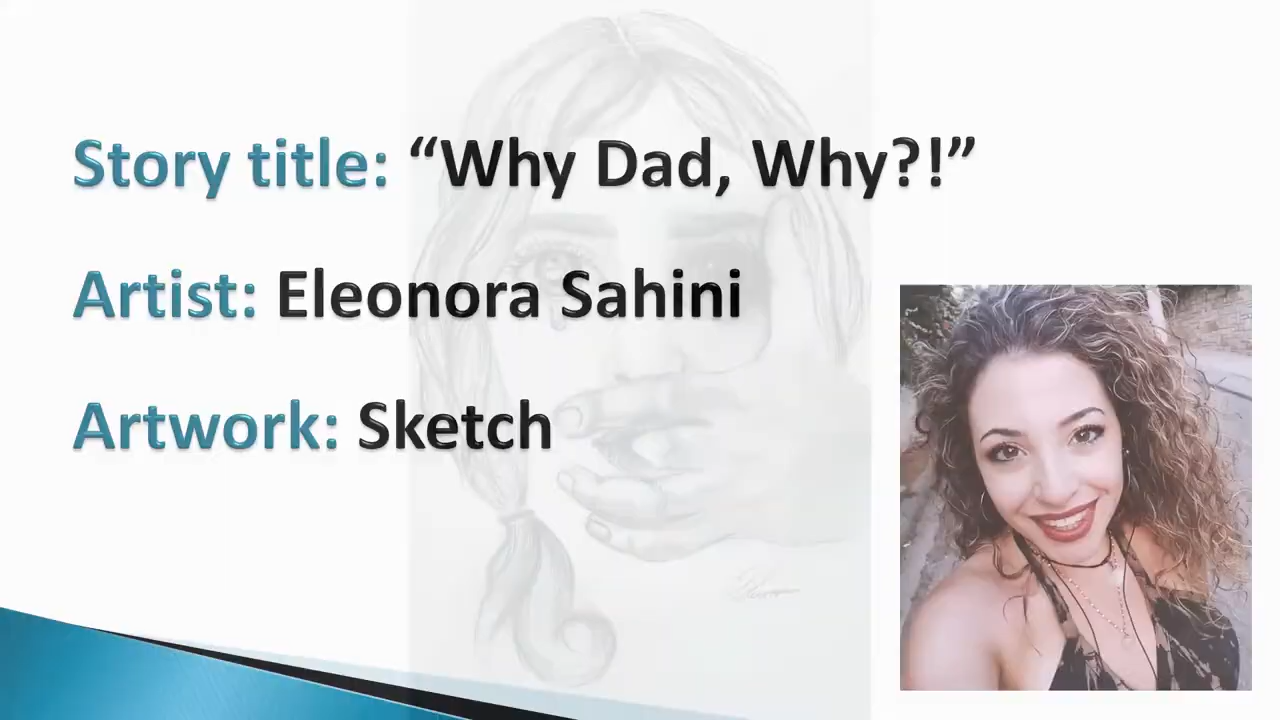 Story title: “Why Dad, Why?!”
Artist: Eleonora Sahini
Artwork: Sketch